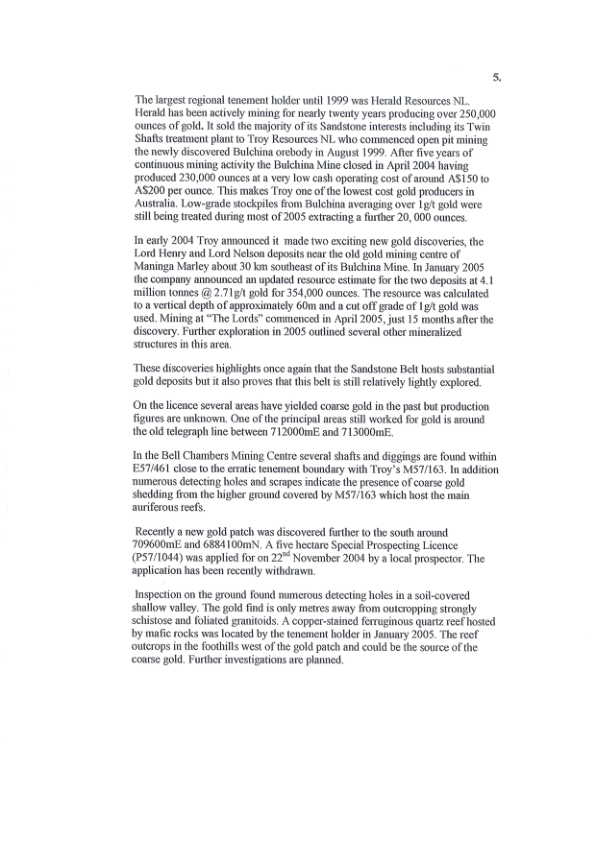 5.
The largest regional tenement holder until 1999 was Herald Resources NL.
Herald has been actively mining for nearly twenty years producing over 250,000
ounces of gold. It sold the majority of its Sandstone interests including its Twin
Shafts treatment plant to Troy Resources NL who commenced open pit mining
the newly discovered Bulchina orebody in August 1999. After five years of
continuous mining activity the Bulchina Mine closed in April 2004 having
produced 230,000 ounces at a very low cash operating cost of around A$150 to
A$200 per ounce. This makes Troy one of the lowest cost gold producers in
Australia. Low-grade stockpiles from Bulchina averaging over 1g/t gold were
still being treated during most of 2005 extracting a further 20, 000 ounces.
In early 2004 Troy announced it made two exciting new gold discoveries, the
Lord Henry and Lord Nelson deposits near the old gold mining centre of
Maninga Marley about 30 km southeast of its Bulchina Mine. In January 2005
the company announced an updated resource estimate for the two deposits at 4.1
million tonnes @ 2.71g/t gold for 354,000 ounces. The resource was calculated
to a vertical depth of approximately 60m and a cut off grade of 1g/t gold was
used. Mining at “The Lords” commenced in April 2005, just 15 months after the
discovery. Further exploration in 2005 outlined several other mineralized
structures in this area.
These discoveries highlights once again that the Sandstone Belt hosts substantial
gold deposits but it also proves that this belt is still relatively lightly explored.
On the licence several areas have yielded coarse gold in the past but production
figures are unknown. One of the principal areas still worked for gold is around
the old telegraph line between 712000mE and 713000mE.
In the Bell Chambers Mining Centre several shafts and diggings are found within
E57/461 close to the erratic tenement boundary with Troy's M57/163. In addition
numerous detecting holes and scrapes indicate the presence of coarse gold
shedding from the higher ground covered by M57/163 which host the main
auriferous reefs.
Recently a new gold patch was discovered further to the south around
709600mE and 6884100mN. A five hectare Special Prospecting Licence
(P57/1044) was applied for on 22nd November 2004 by a local prospector. The
application has been recently withdrawn.
Inspection on the ground found numerous detecting holes in a soil-covered
shallow valley. The gold find is only metres away from outcropping strongly
schistose and foliated granitoids. A copper-stained ferruginous quartz reef hosted
by mafic rocks was located by the tenement holder in January 2005. The reef
outcrops in the foothills west of the gold patch and could be the source of the
coarse gold. Further investigations are planned.